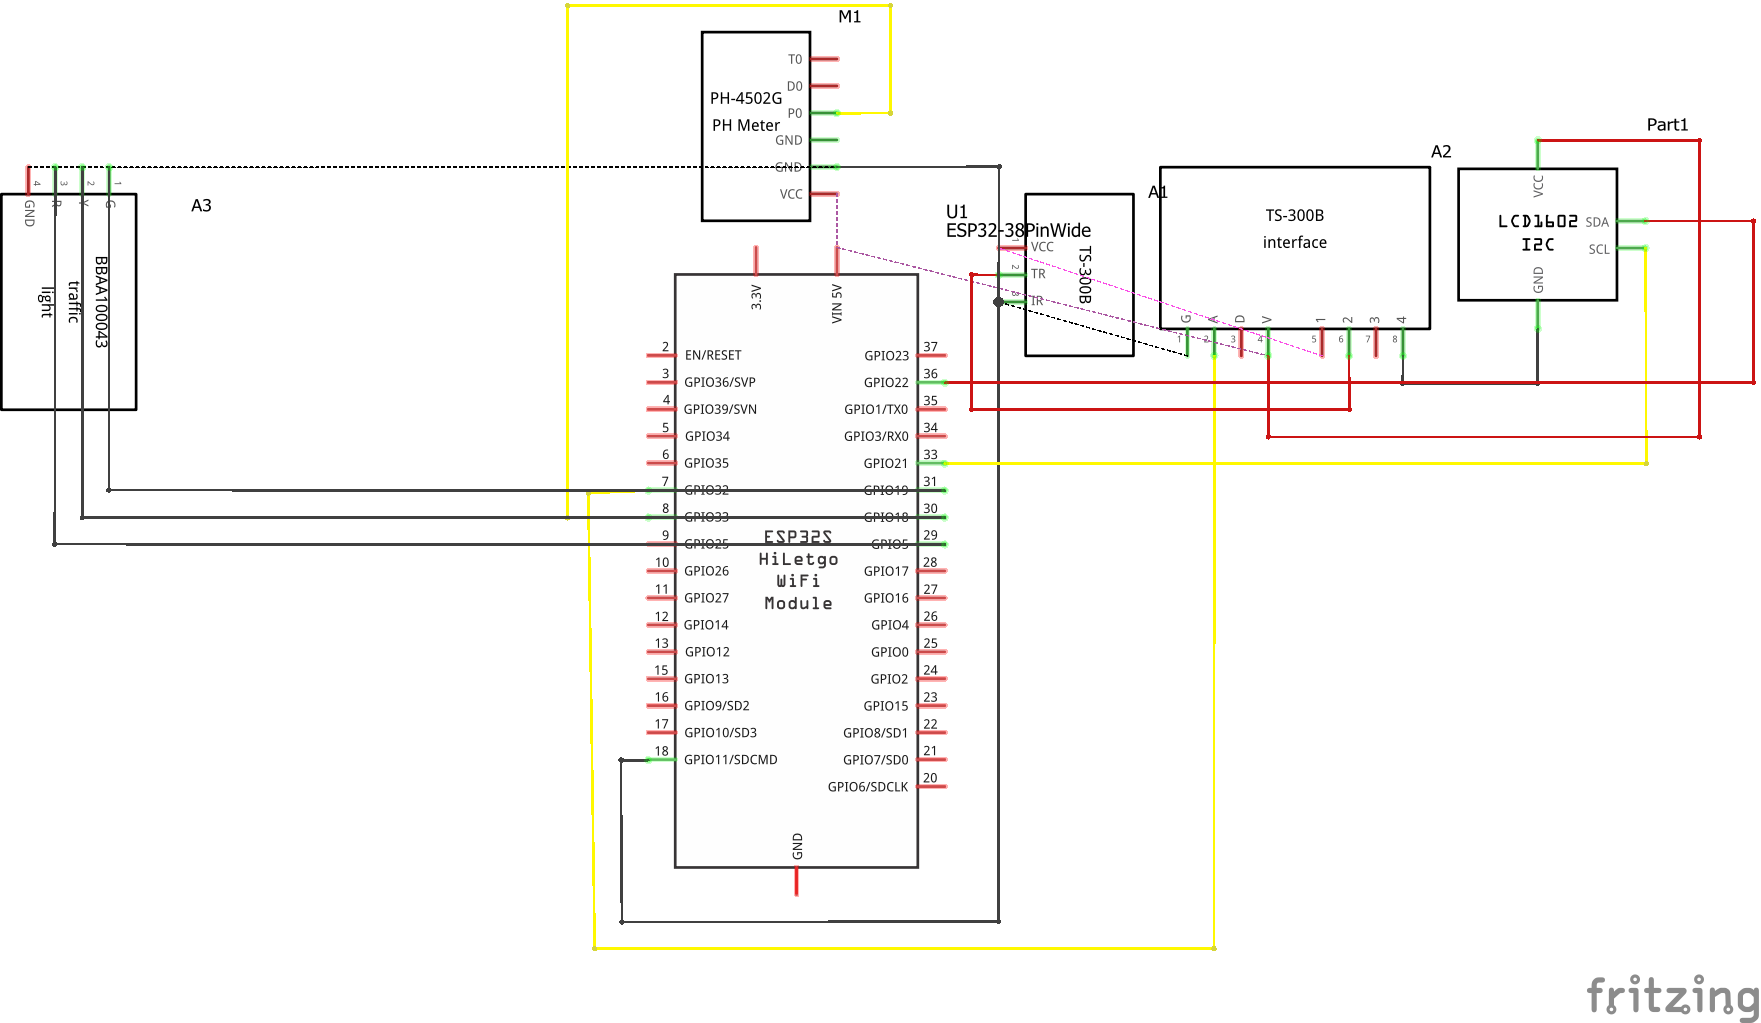 M1
T0
D0
PH-4502G
P0
PH Meter
GND
GND
VCC
Part1
A2
VCC
LCD1602
I2C
SDA
SCL
GND
A3
4
3
2
1
GND
R
Y
G
BBAA100043
traffic
light
U1
ESP32-38PinWide
A1
1
VCC
2
TR
3
IR
TS-300B
TS-300B
interface
G
A
D
V
1
2
3
4
1
2
3
4
5
6
7
8
3.3V
VIN 5V
2
EN/RESET
GPIO23
37
3
GPIO36/SVP
GPIO22
36
4
GPIO39/SVN
GPIO1/TX0
35
5
GPIO34
GPIO3/RX0
34
6
GPIO35
GPIO21
33
7
GPIO32
GPIO19
31
8
GPIO33
GPIO18
30
9
GPIO25
GPIO5
29
ESP32S
HiLetgo
WiFi
Module
10
GPIO26
GPIO17
28
11
GPIO27
GPIO16
27
12
GPIO14
GPIO4
26
13
GPIO12
GPIO0
25
15
GPIO13
GPIO2
24
16
GPIO9/SD2
GPIO15
23
17
GPIO10/SD3
GPIO8/SD1
22
18
GPIO11/SDCMD
GPIO7/SD0
21
GPIO6/SDCLK
20
GND
fritzing